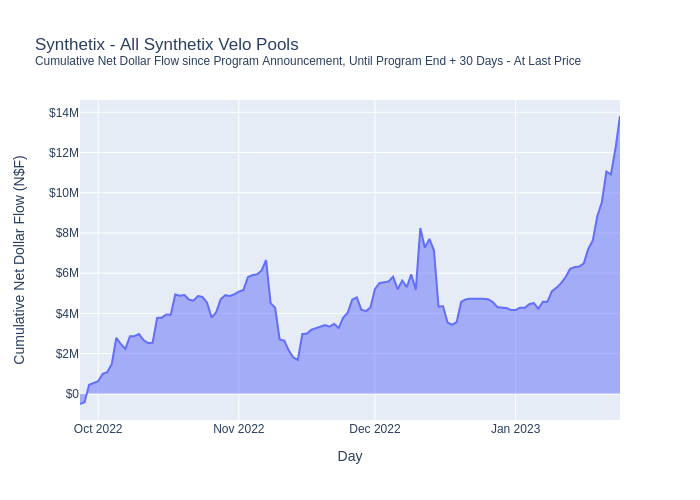 Synthetix - All Synthetix Velo Pools
Cumulative Net Dollar Flow since Program Announcement, Until Program End + 30 Days - At Last Price
$14M
$12M
$10M
$8M
$6M
$4M
$2M
$0
Cumulative Net Dollar Flow (N$F)
Oct 2022
Nov 2022
Dec 2022
Jan 2023
Day